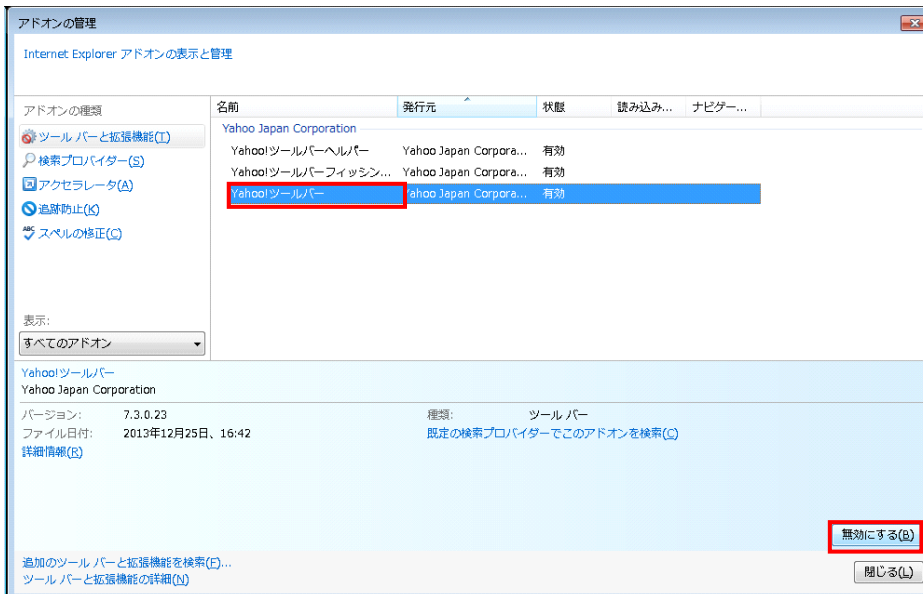 アドオンの管理
Internet Explorer アドオンの表示と管理
アドオンの種類
ツール バーと拡張機能(T)
検索プロバイダー(S)
アクセラレータ(A)
追跡防止(K)
スペルの修正(C)
表示:
すべてのアドオン
名前 発行元 状態 読み込み... ナビゲー...
Yahoo Japan Corporation
Yahoo!ツールバーヘルパー Yahoo Japan Corpora... 有効
Yahoo!ツールバーフィッシン... Yahoo Japan Corpora... 有効
Yahoo!ツールバー Yahoo Japan Corpora... 有効
Yahoo!ツールバー
Yahoo Japan Corporation
バージョン: 7.3.0.23 種類: ツール バー
ファイル日付: 2013年12月25日、16:42 既定の検索プロバイダーでこのアドオンを検索(C)
詳細情報(R)
無効にする(B)
追加のツール バーと拡張機能を検索(F)...
ツール バーと拡張機能の詳細(N)
閉じる(L)